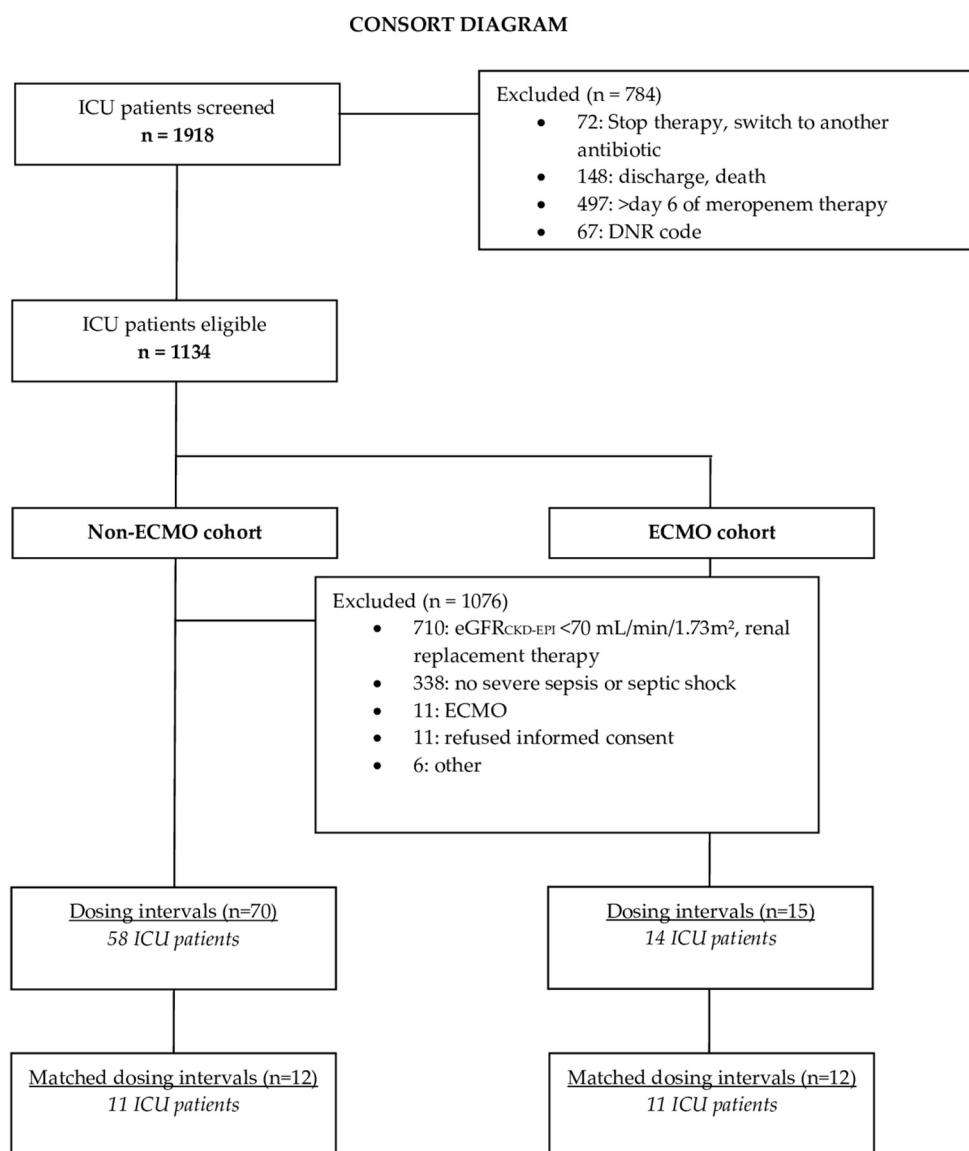 CONSORT DIAGRAM
ICU patients screened
n = 1918
Excluded (n = 784)
• 72: Stop therapy, switch to another
antibiotic
• 148: discharge, death
• 497: >day 6 of meropenem therapy
• 67: DNR code
ICU patients eligible
n = 1134
Non-ECMO cohort
ECMO cohort
Excluded (n = 1076)
• 710: eGFRCKD-EPI <70 mL/min/1.73m², renal
replacement therapy
• 338: no severe sepsis or septic shock
• 11: ECMO
• 11: refused informed consent
• 6: other
Dosing intervals (n=70)
58 ICU patients
Dosing intervals (n=15)
14 ICU patients
Matched dosing intervals (n=12)
11 ICU patients
Matched dosing intervals (n=12)
11 ICU patients